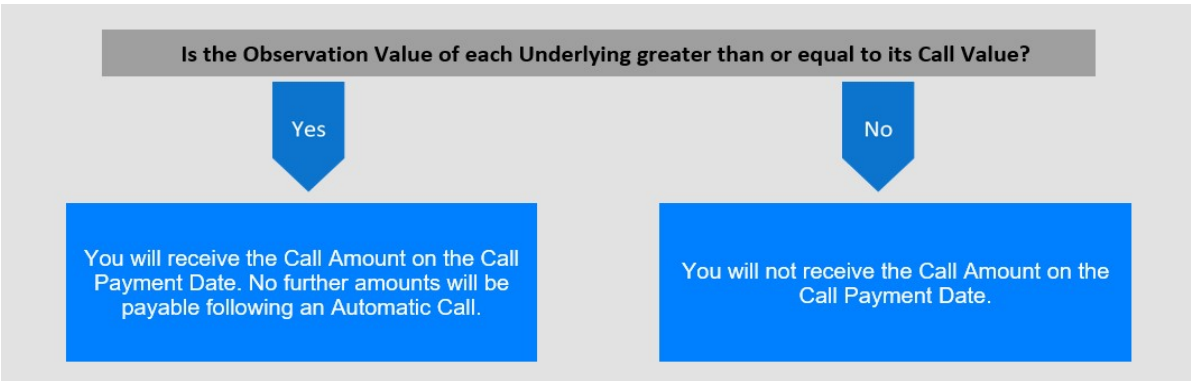 Is the Observation Value of each Underlying greater than or equal to its Call Value?
Yes
No
You will receive the Call Amount on the Call
Payment Date. No further amounts will be
payable following an Automatic Call.
You will not receive the Call Amount on the
Call Payment Date.